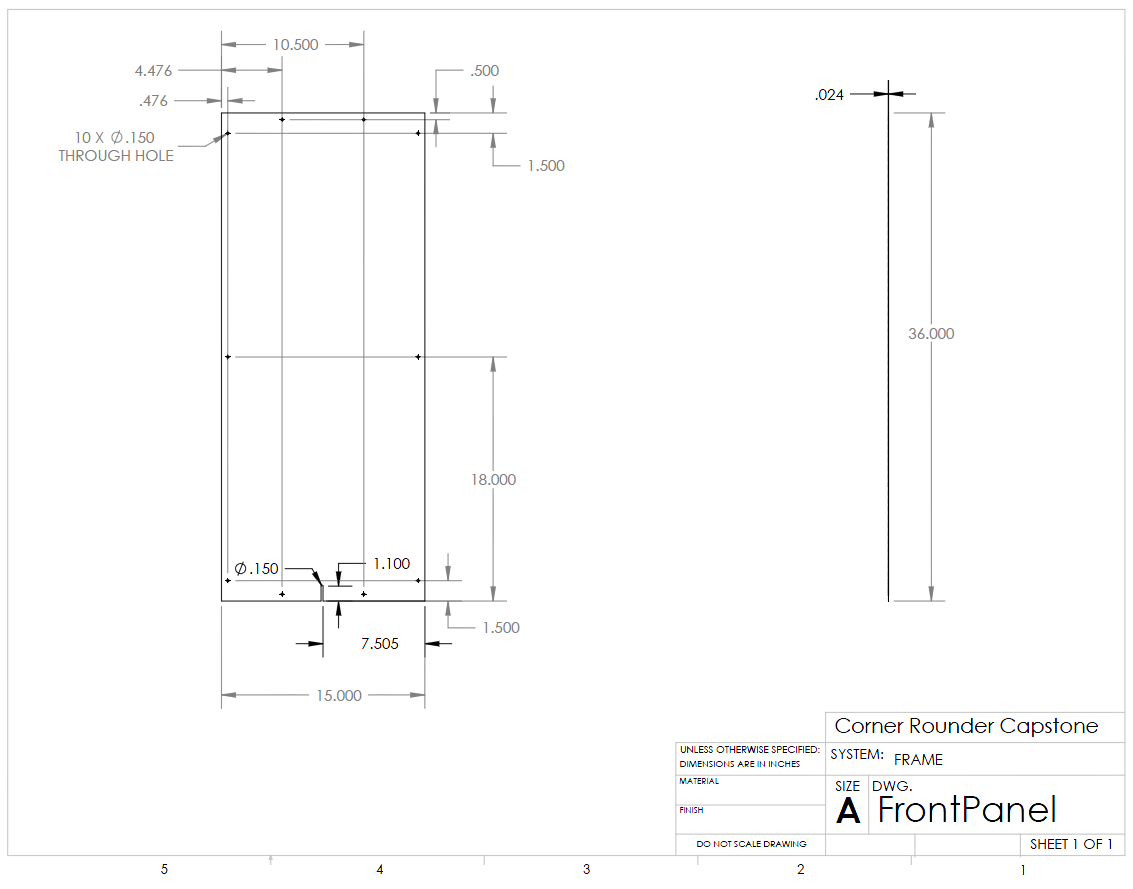 10.500
4.476
.500
.476
.024
10 X ∅.150
THROUGH HOLE
1.500
36.000
18.000
∅.150
1.100
1.500
7.505
15.000
Corner Rounder Capstone
UNLESS OTHERWISE SPECIFIED:
DIMENSIONS ARE IN INCHES
SYSTEM: FRAME
MATERIAL
SIZE
A
DWG.
FrontPanel
FINISH
DO NOT SCALE DRAWING
SHEET 1 OF 1
5 4 3 2 1